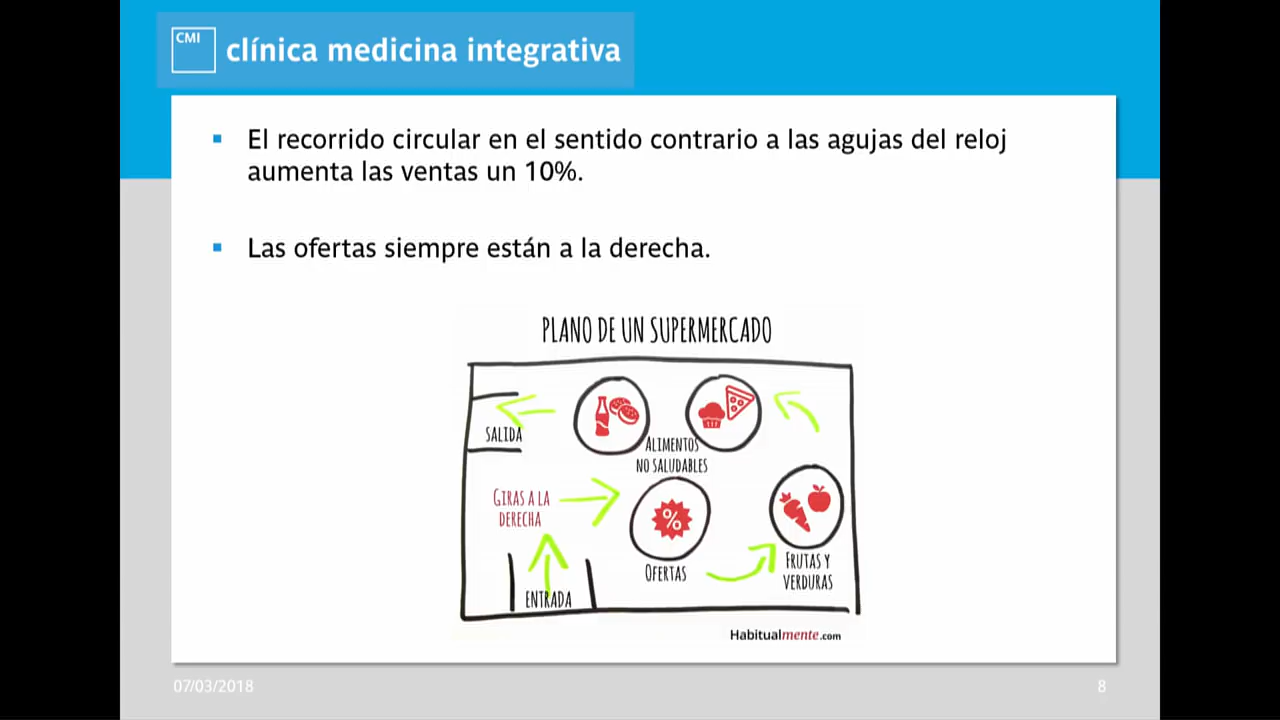 CMI
clínica medicina integrativa
El recorrido circular en el sentido contrario a las agujas del reloj
aumenta las ventas un 10%.
Las ofertas siempre están a la derecha.
PLANO DE UN SUPERMERCADO
SALIDA
ALIMENTOS
NO SALUDABLES
GIRAS A LA
DERECHA
%
OFERTAS
FRUTAS Y
VERDURAS
ENTRADA
Habitualmente.com
07/03/2018
8